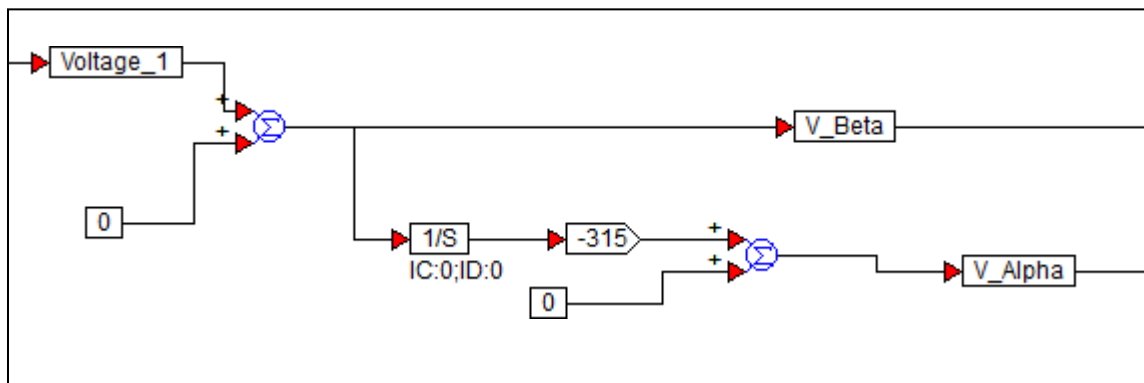 Voltage_1
+
Σ
+
V_Beta
0
1/S
-315
+
Σ
IC:0;ID:0
+
0
V_Alpha